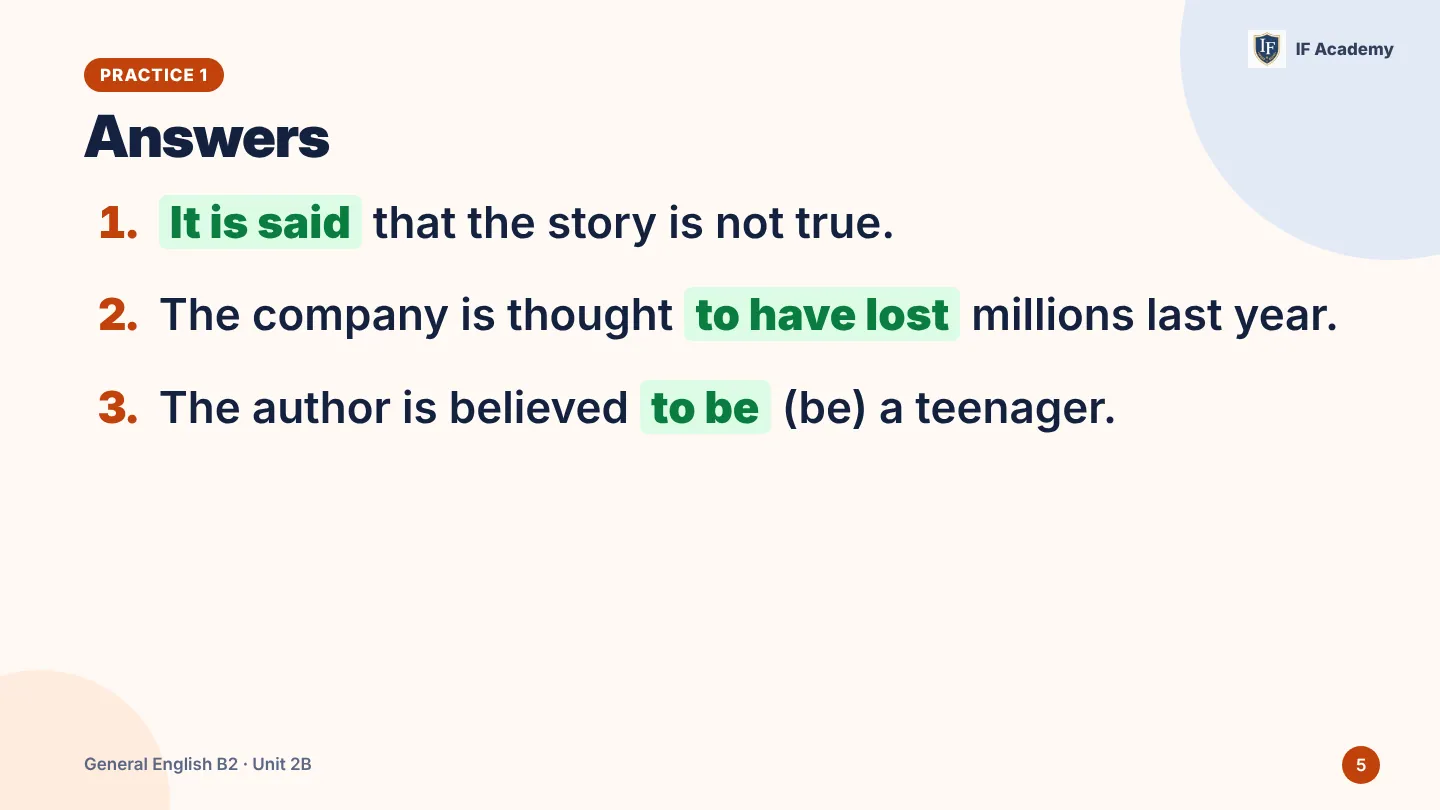 IF Academy
PRACTICE 1
Answers
1. It is said that the story is not true.
2. The company is thought to have lost millions last year.
3. The author is believed to be (be) a teenager.
General English B2 · Unit 2B
5